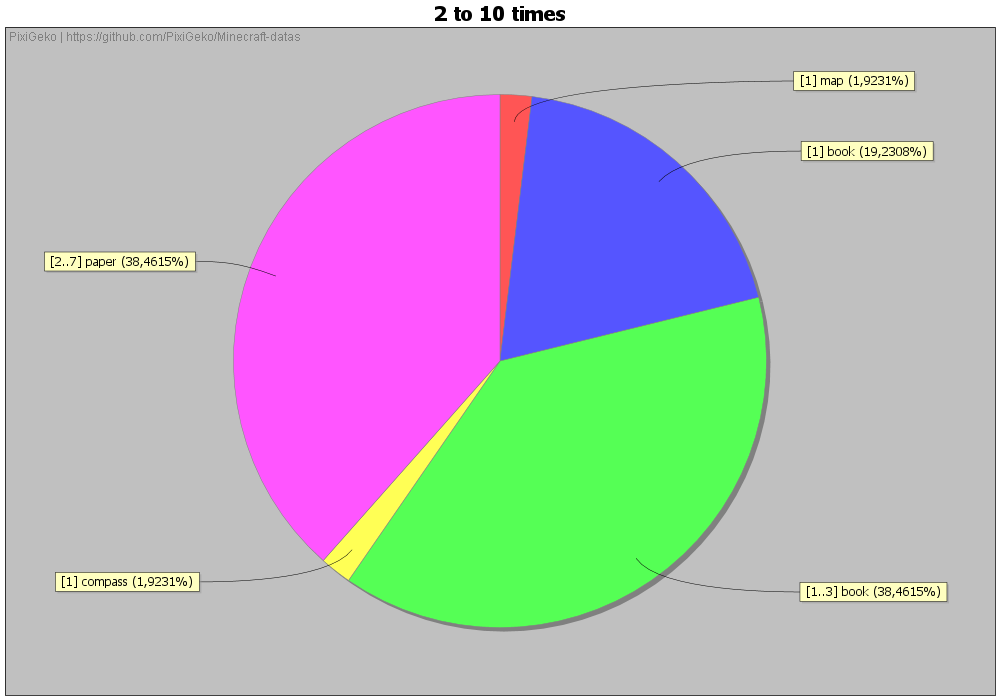 2 to 10 times
PixiGeko | https://github.com/PixiGeko/Minecraft-datas
[1] map (1,9231%)
[1] book (19,2308%)
[2..7] paper (38,4615%)
[1] compass (1,9231%)
[1..3] book (38,4615%)